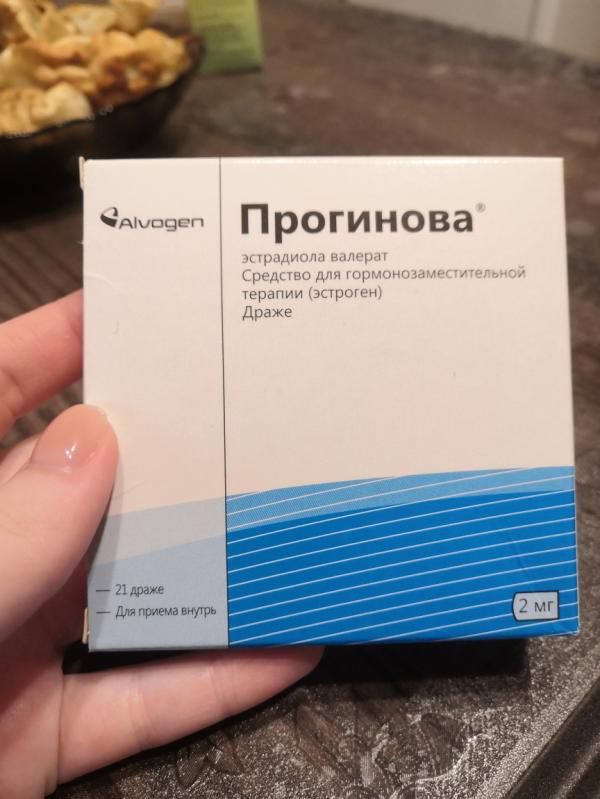 Alvogen
Прогинова®
эстрадиола валерат
Средство для гормонозаместительной
терапии (эстроген)
Драже
— 21 драже
— Для приема внутрь
2 мг